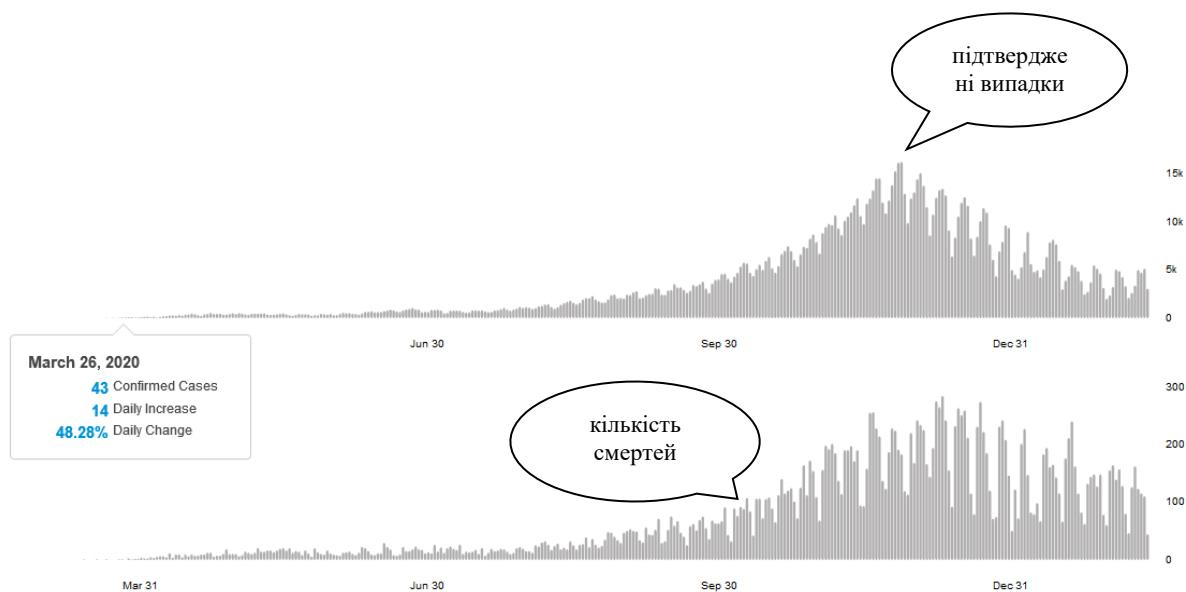 підтвердже
ні випадки
15k
10k
5k
0
Jun 30
Sep 30
Dec 31
March 26, 2020
43 Confirmed Cases
14 Daily Increase
48.28% Daily Change
кількість
смертей
300
200
100
0
Mar 31
Jun 30
Sep 30
Dec 31